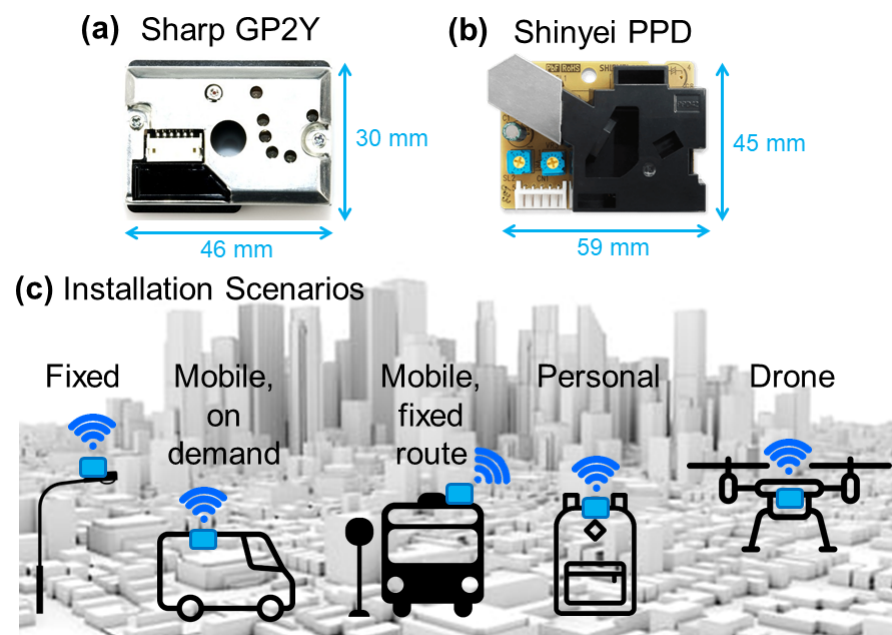 (a) Sharp GP2Y
(b) Shinyei PPD
30 mm
46 mm
45 mm
59 mm
(c) Installation Scenarios
Fixed
Mobile,
on
demand
Mobile,
fixed
route
Personal
Drone